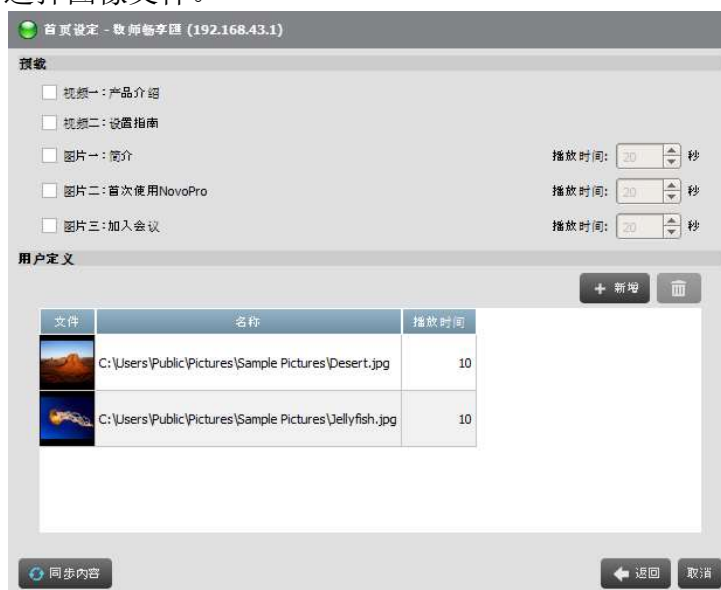 选择图像文件。
首页设定 - 教师畅享匣 (192.168.43.1)
预载
视频一：产品介绍
视频二：设置指南
图片一：简介 播放时间: 20 秒
图片二：首次使用NovoPro 播放时间: 20 秒
图片三：加入会议 播放时间: 20 秒
用户定义
+ 新增
文件 名称 播放时间
C:\Users\Public\Pictures\Sample Pictures\Desert.jpg 10
C:\Users\Public\Pictures\Sample Pictures\Jellyfish.jpg 10
同步内容 返回 取消